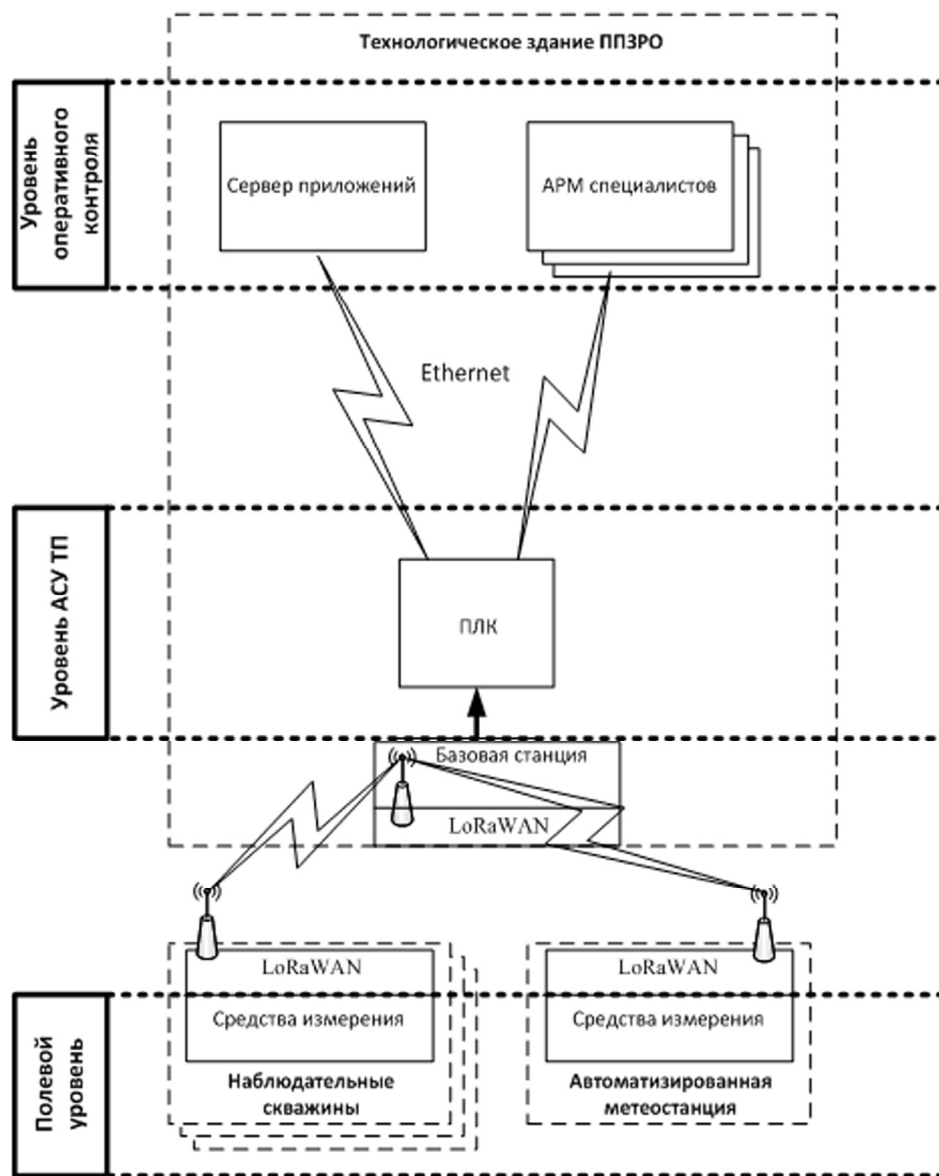 Технологическое здание ППЗРО
Уровень
оперативного
контроля
Сервер приложений
АРМ специалистов
Ethernet
Уровень АСУ ТП
ПЛК
Базовая станция
LoRaWAN
Полевой
уровень
LoRaWAN
Средства измерения
Наблюдательные
скважины
LoRaWAN
Средства измерения
Автоматизированная
метеостанция